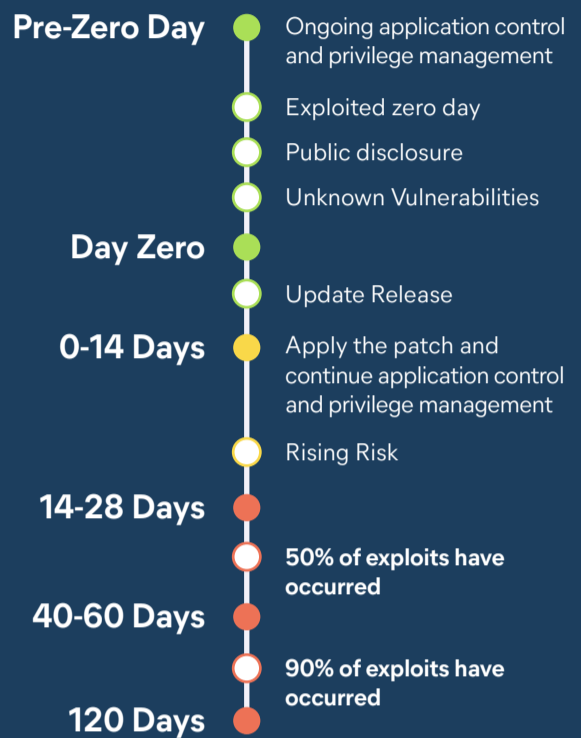 Pre-Zero Day
Ongoing application control
and privilege management
Exploited zero day
Public disclosure
Unknown Vulnerabilities
Day Zero
Update Release
0-14 Days
Apply the patch and
continue application control
and privilege management
Rising Risk
14-28 Days
50% of exploits have
occurred
40-60 Days
90% of exploits have
occurred
120 Days